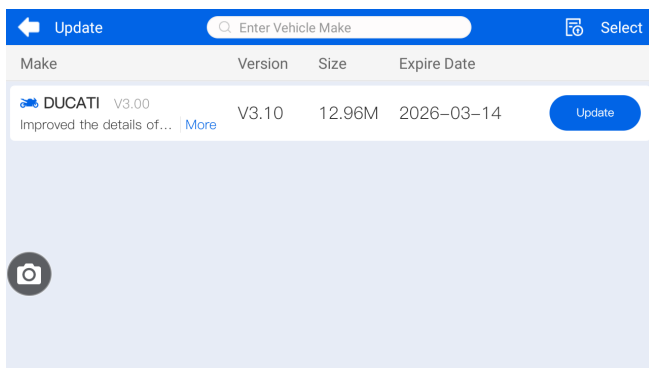 Update Enter Vehicle Make Select
Make Version Size Expire Date
DUCATI V3.00
Improved the details of... More
V3.10 12.96M 2026-03-14 Update